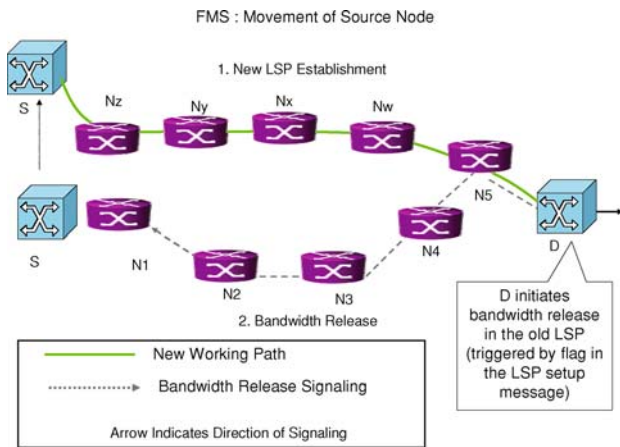 FMS : Movement of Source Node
1. New LSP Establishment
S
Nz
Ny
Nx
Nw
N5
S
N1
N2
N3
N4
D
2. Bandwidth Release
D initiates
bandwidth release
in the old LSP
(triggered by flag in
the LSP setup
message)
New Working Path
Bandwidth Release Signaling
Arrow Indicates Direction of Signaling